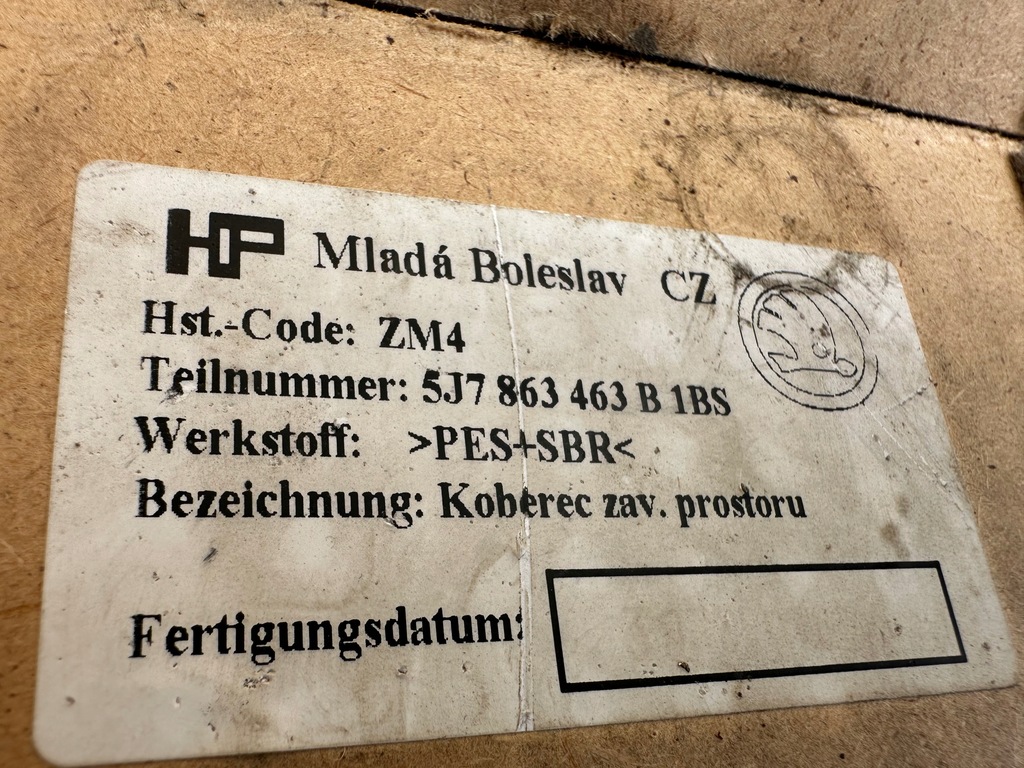 HP Mladá Boleslav CZ
Hst.-Code: ZM4
Teilnummer: 5J7 863 463 B 1BS
Werkstoff: >PES+SBR<
Bezeichnung: Koberec zav. prostoru
Fertigungsdatum: